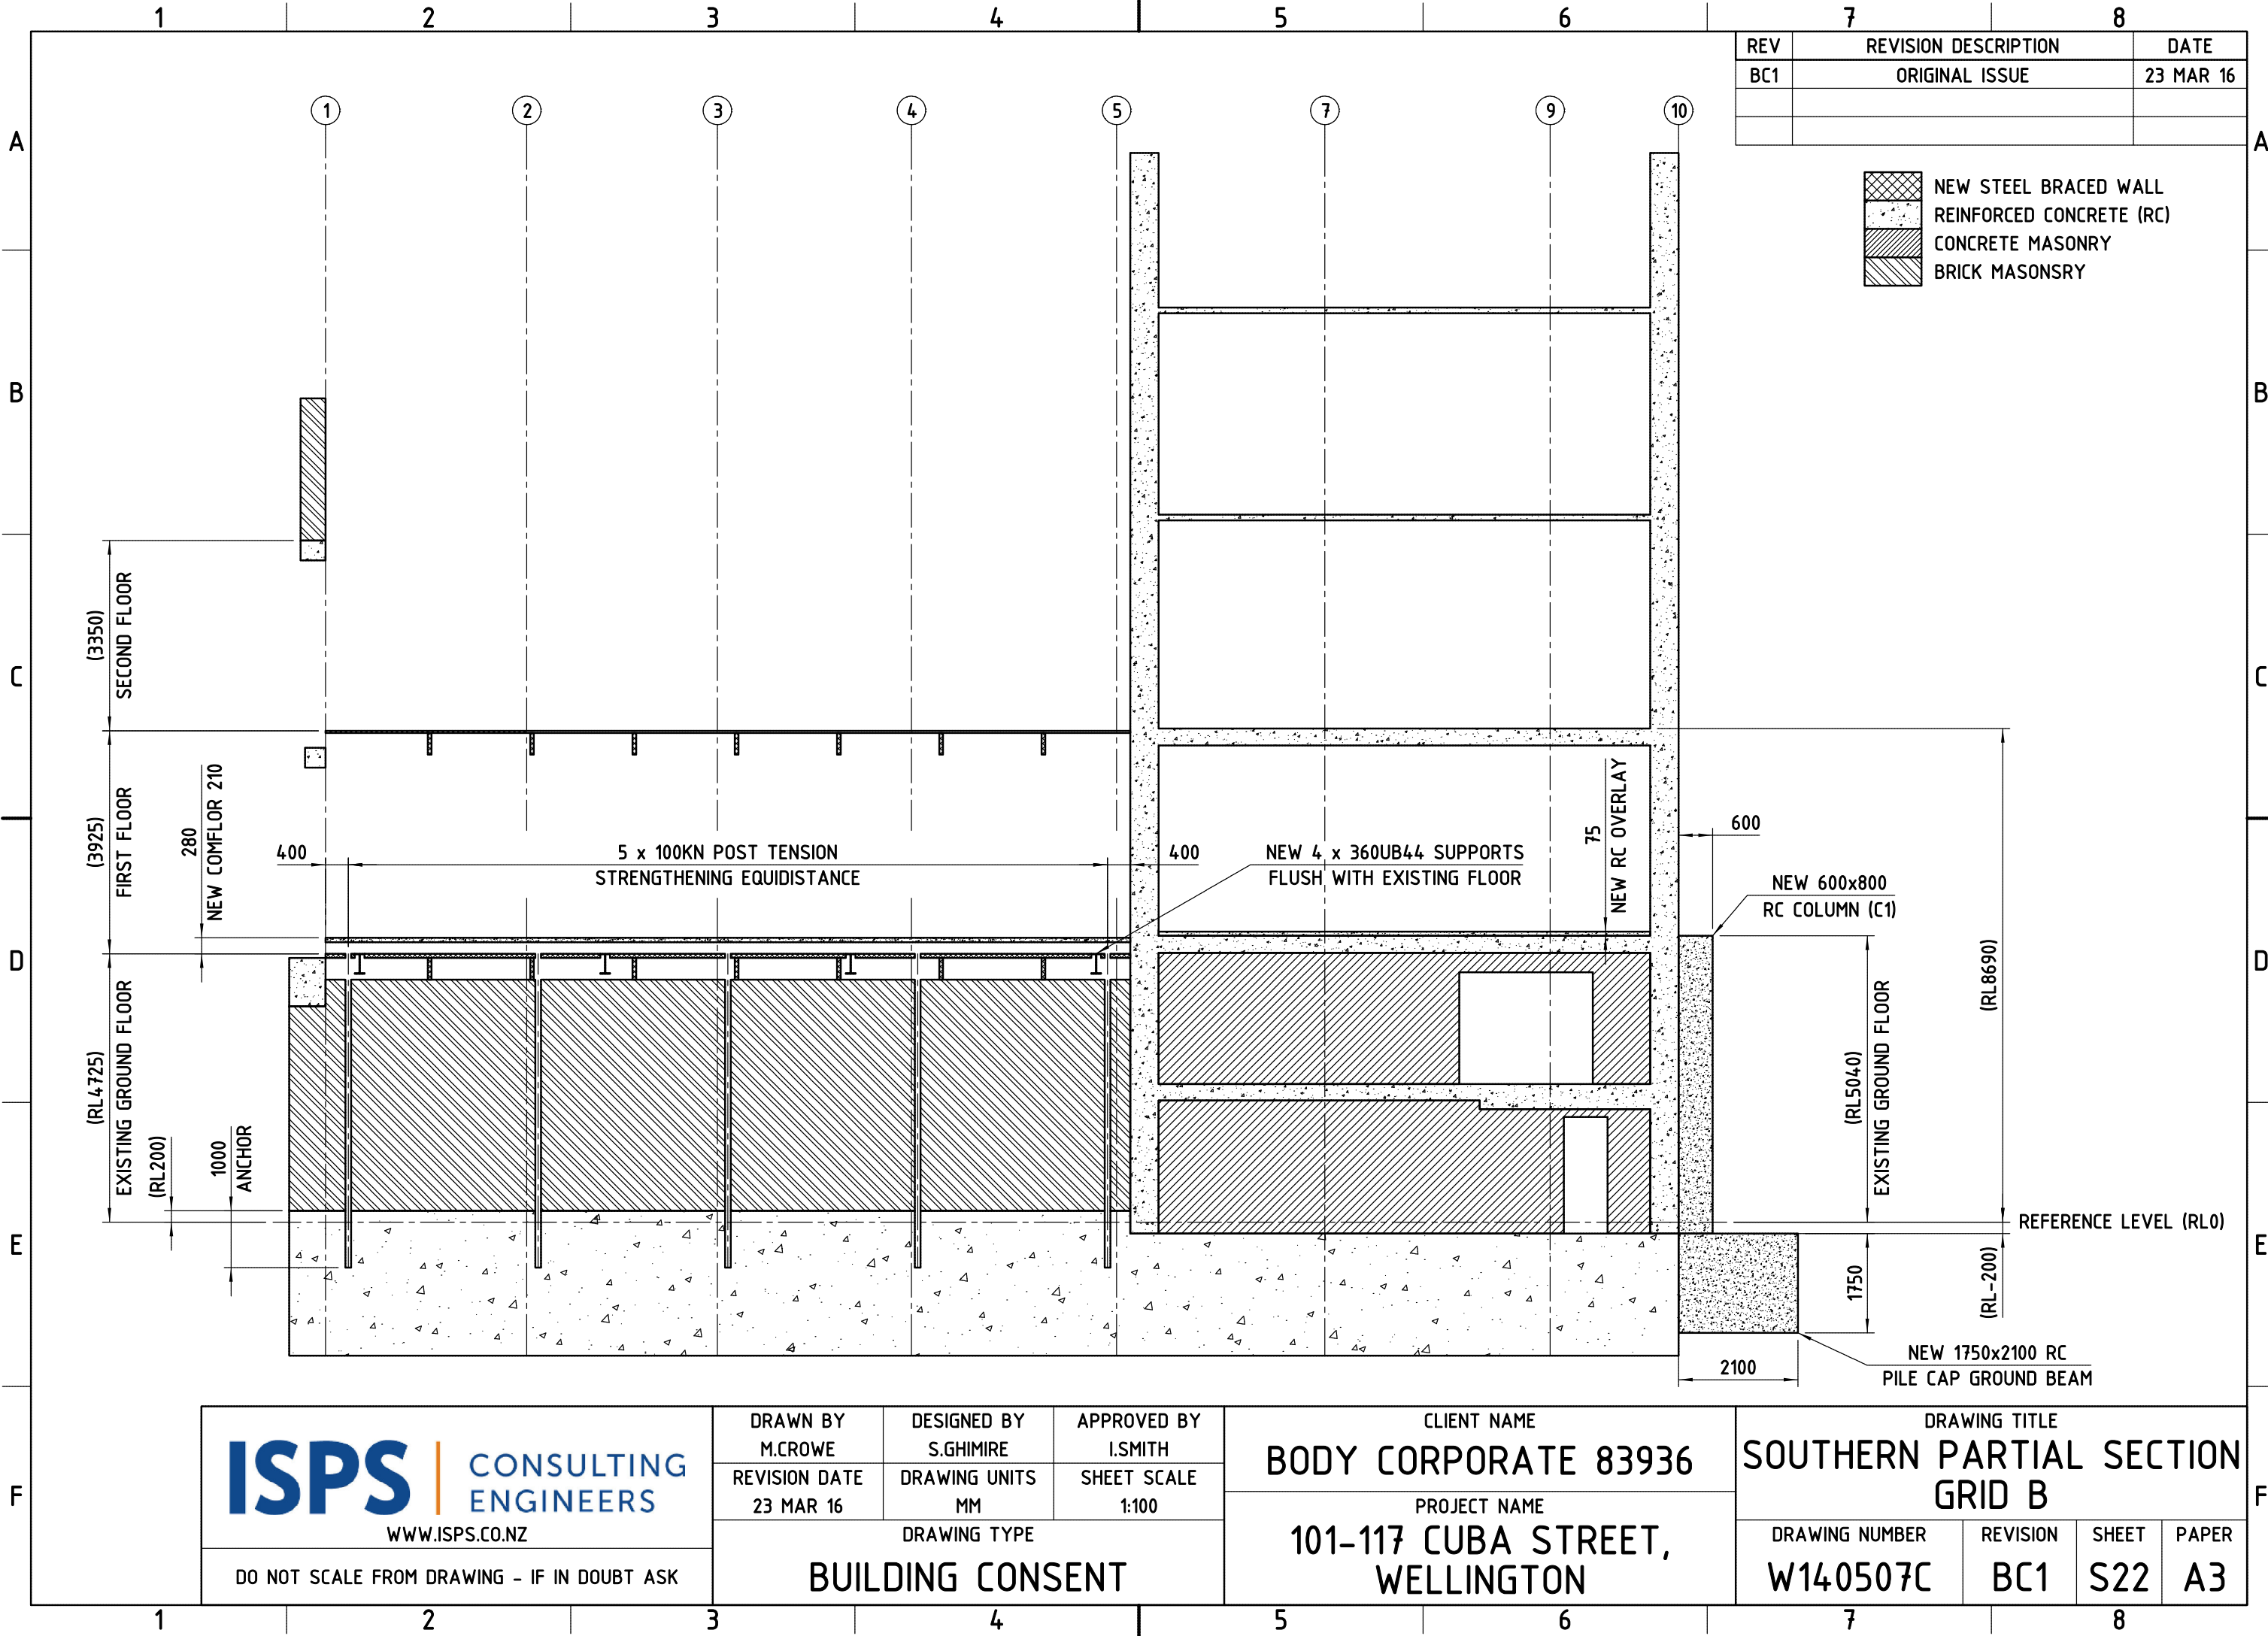 1 2 3 4 5 6 7 8
REV REVISION DESCRIPTION DATE
BC1 ORIGINAL ISSUE 23 MAR 16
1 2 3 4 5 7 9 10
A A
NEW STEEL BRACED WALL
REINFORCED CONCRETE (RC)
CONCRETE MASONRY
BRICK MASONSRY
B B
(3350)
SECOND FLOOR
C C
(3925)
FIRST FLOOR
280
NEW COMFLOR 210
400
5 x 100KN POST TENSION
STRENGTHENING EQUIDISTANCE
400
NEW 4 x 360UB44 SUPPORTS
FLUSH WITH EXISTING FLOOR
75
NEW RC OVERLAY
600
NEW 600x800
RC COLUMN (C1)
D D
(RL4725)
EXISTING GROUND FLOOR
(RL200)
1000
ANCHOR
(RL5040)
EXISTING GROUND FLOOR
(RL8690)
REFERENCE LEVEL (RL0)
E E
1750
(RL-200)
2100
NEW 1750x2100 RC
PILE CAP GROUND BEAM
ISPS
CONSULTING
ENGINEERS
WWW.ISPS.CO.NZ
DO NOT SCALE FROM DRAWING - IF IN DOUBT ASK
DRAWN BY DESIGNED BY APPROVED BY
M.CROWE S.GHIMIRE I.SMITH
REVISION DATE DRAWING UNITS SHEET SCALE
23 MAR 16 MM 1:100
DRAWING TYPE
BUILDING CONSENT
CLIENT NAME
BODY CORPORATE 83936
PROJECT NAME
101-117 CUBA STREET,
WELLINGTON
DRAWING TITLE
SOUTHERN PARTIAL SECTION
GRID B
DRAWING NUMBER REVISION SHEET PAPER
W140507C BC1 S22 A3
F F
1 2 3 4 5 6 7 8